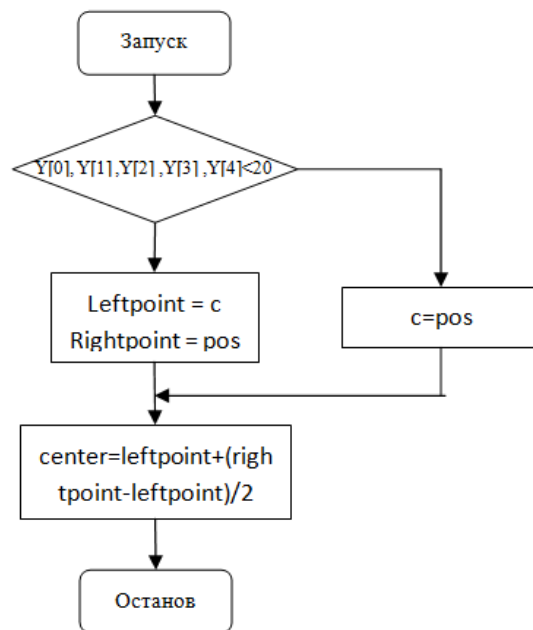 Запуск
Y[0],Y[1],Y[2],Y[3],Y[4]<20
Leftpoint = c
Rightpoint = pos
c=pos
center=leftpoint+(righ
tpoint-leftpoint)/2
Останов